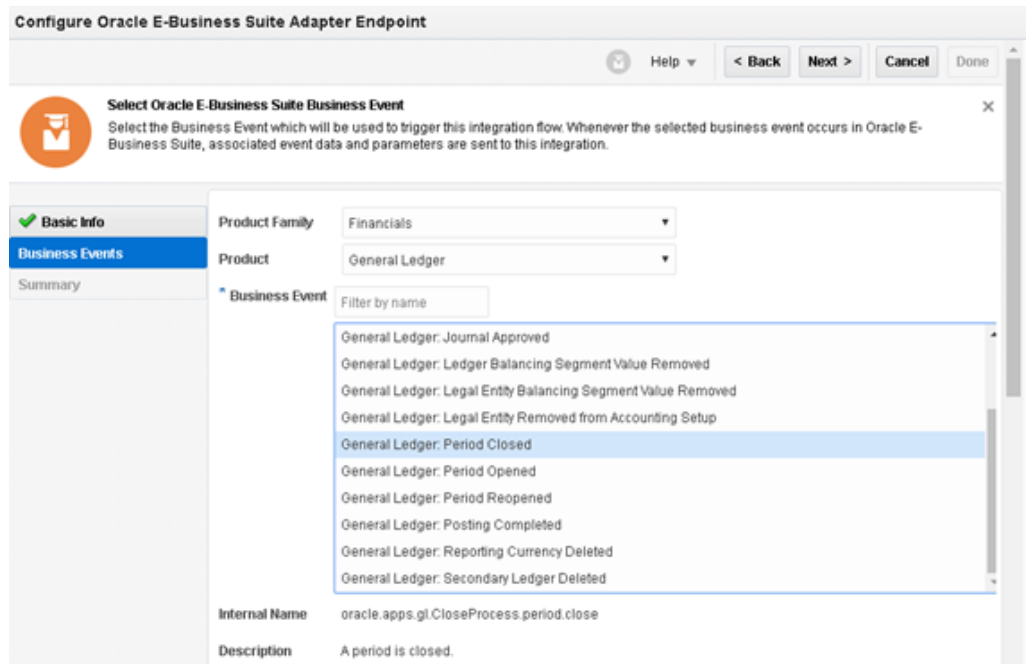 Configure Oracle E-Business Suite Adapter Endpoint
Help
< Back
Next >
Cancel
Done
Select Oracle E-Business Suite Business Event
Select the Business Event which will be used to trigger this integration flow. Whenever the selected business event occurs in Oracle E-
Business Suite, associated event data and parameters are sent to this integration.
Basic Info
Business Events
Summary
Product Family
Financials
Product
General Ledger
* Business Event
Filter by name
General Ledger: Journal Approved
General Ledger: Ledger Balancing Segment Value Removed
General Ledger: Legal Entity Balancing Segment Value Removed
General Ledger: Legal Entity Removed from Accounting Setup
General Ledger: Period Closed
General Ledger: Period Opened
General Ledger: Period Reopened
General Ledger: Posting Completed
General Ledger: Reporting Currency Deleted
General Ledger: Secondary Ledger Deleted
Internal Name
oracle.apps.gl.CloseProcess.period.close
Description
A period is closed.